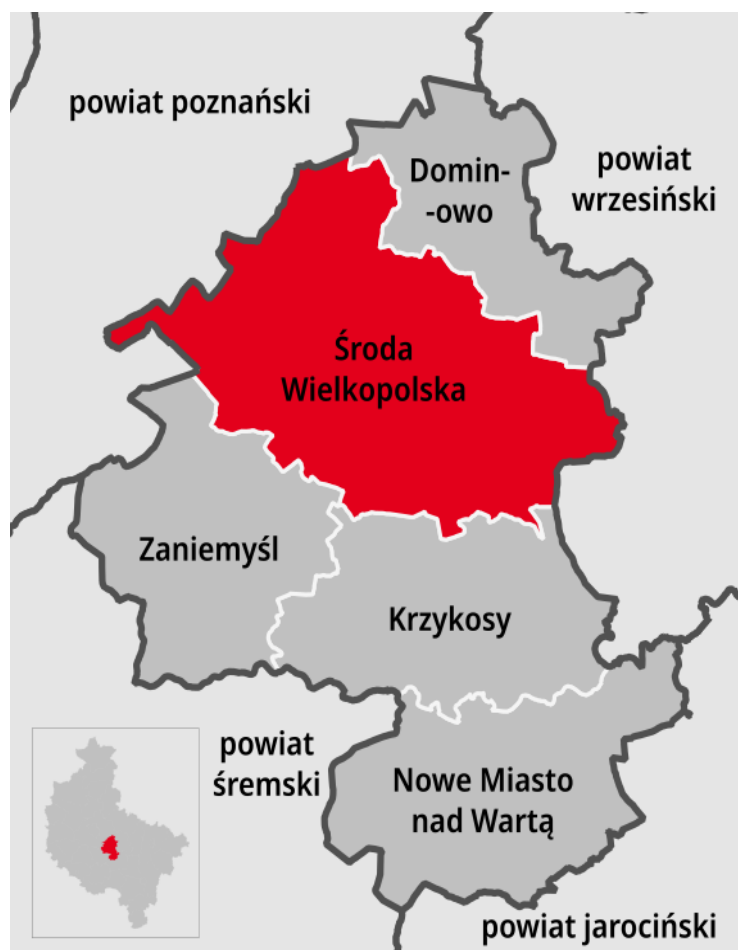 powiat poznański
Domin-
-owo
powiat
wrzesiński
Środa
Wielkopolska
Zaniemyśl
Krzykosy
powiat
śremski
Nowe Miasto
nad Wartą
powiat jarociński